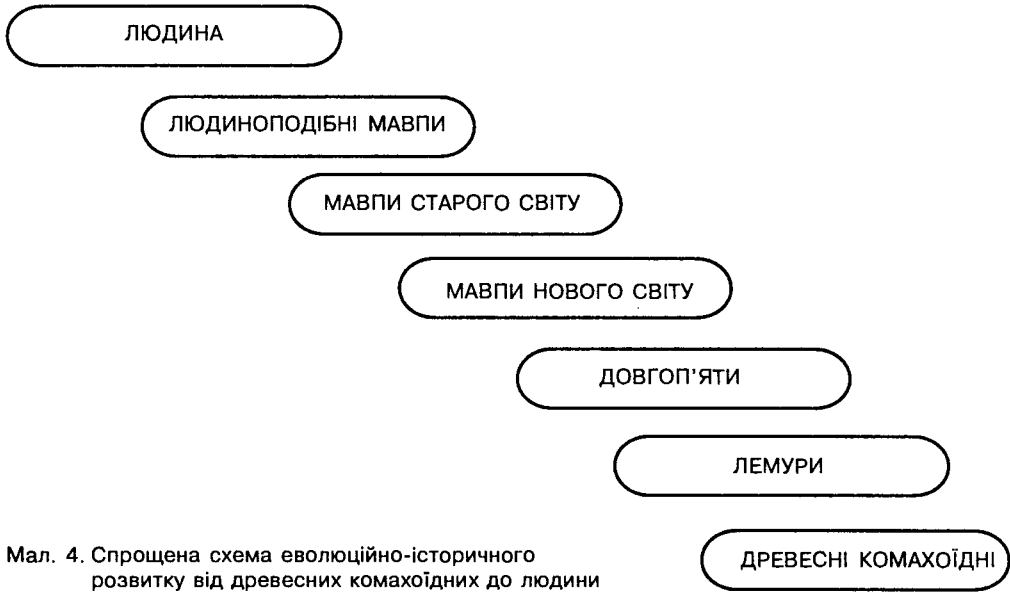 ЛЮДИНА
ЛЮДИНОПОДІБНІ МАВПИ
МАВПИ СТАРОГО СВІТУ
МАВПИ НОВОГО СВІТУ
ДОВГОП'ЯТИ
ЛЕМУРИ
ДРЕВЕСНІ КОМАХОЇДНІ
Мал. 4. Спрощена схема еволюційно-історичного
розвитку від древесних комахоїдних до людини